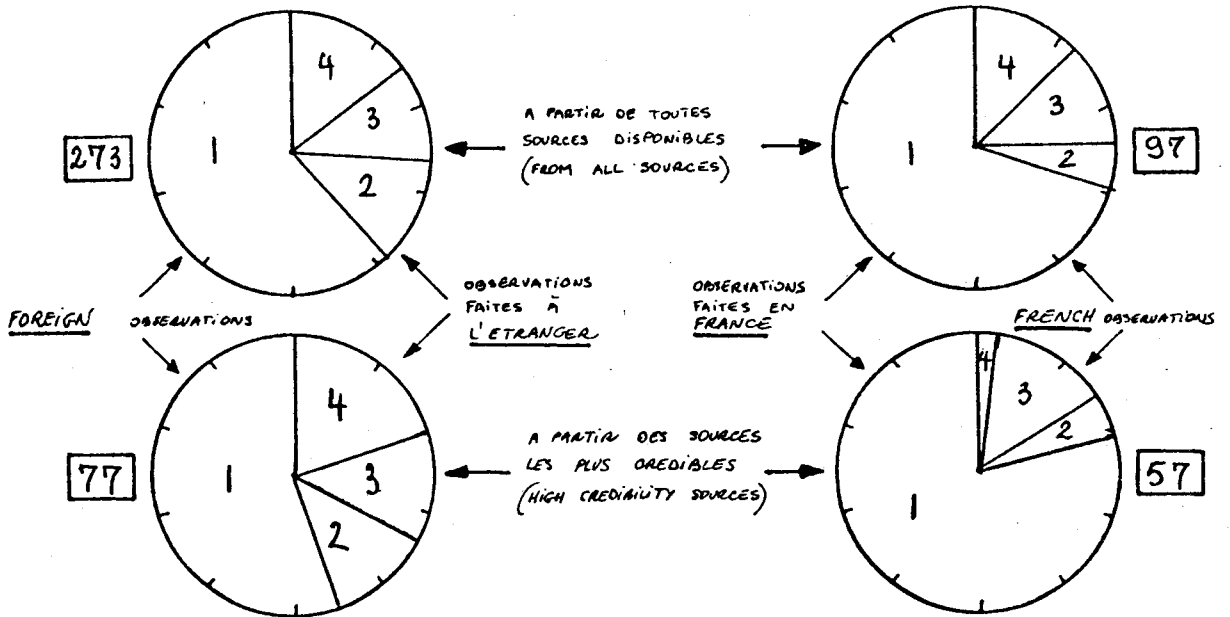 4
3
2
1
273
A PARTIR DE TOUTES
SOURCES DISPONIBLES
(FROM ALL SOURCES)
4
3
2
1
97
FOREIGN OBSERVATIONS
OBSERVATIONS
FAITES À
L'ETRANGER
OBSERVATIONS
FAITES EN
FRANCE
FRENCH OBSERVATIONS
4
3
2
1
77
A PARTIR DES SOURCES
LES PLUS CREDIBLES
(HIGH CREDIBILITY SOURCES)
4
3
2
1
57